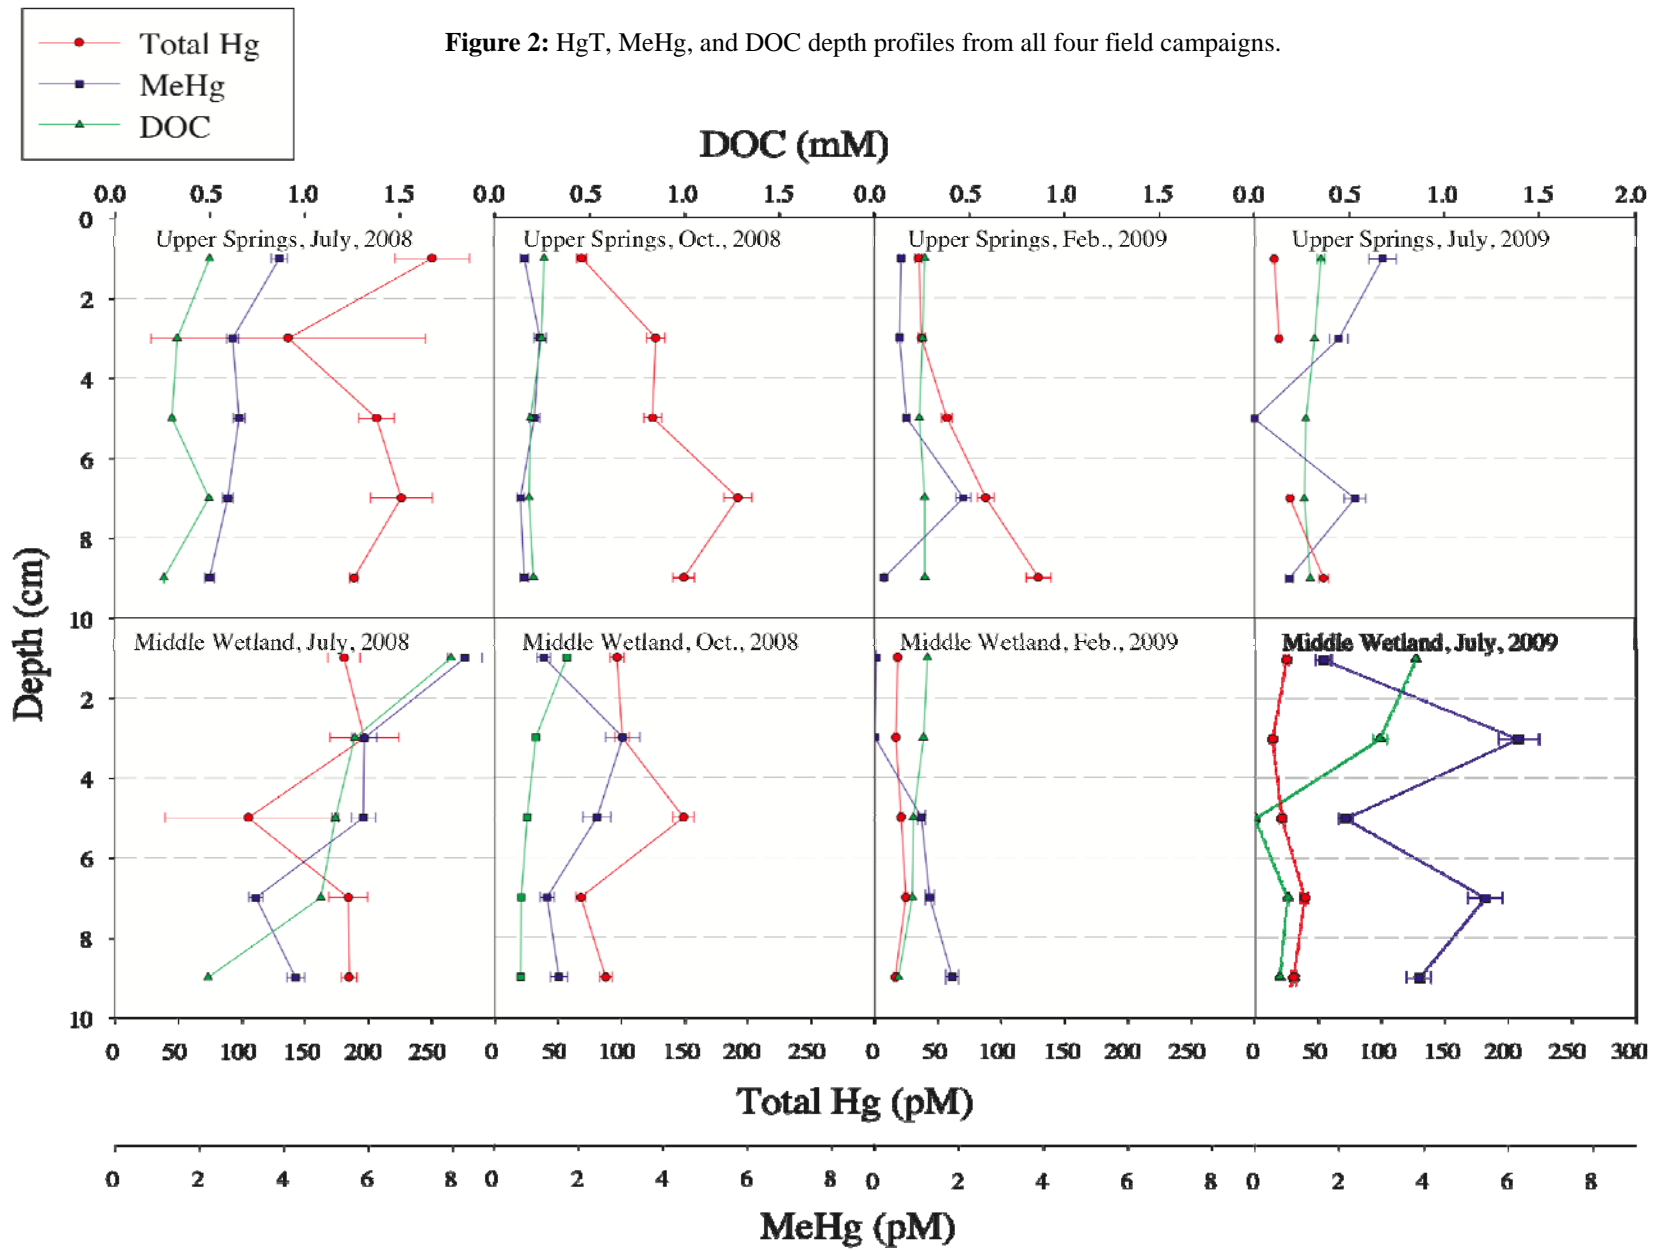 Total Hg
MeHg
DOC
Figure 2: HgT, MeHg, and DOC depth profiles from all four field campaigns.
DOC (mM)
0.0 0.5 1.0 1.5 0.0 0.5 1.0 1.5 0.0 0.5 1.0 1.5 0.0 0.5 1.0 1.5 2.0
Upper Springs, July, 2008
Upper Springs, Oct., 2008
Upper Springs, Feb., 2009
Upper Springs, July, 2009
0
2
4
6
8
10
Middle Wetland, July, 2008
Middle Wetland, Oct., 2008
Middle Wetland, Feb., 2009
Middle Wetland, July, 2009
2
4
6
8
10
Depth (cm)
0 50 100 150 200 250 0 50 100 150 200 250 0 50 100 150 200 250 0 50 100 150 200 250 300
Total Hg (pM)
0 2 4 6 8 0 2 4 6 8 0 2 4 6 8 0 2 4 6 8
MeHg (pM)